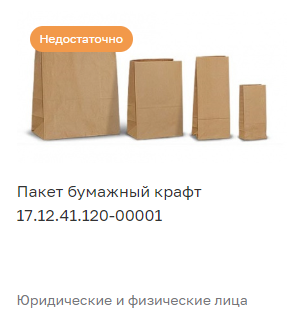 Недостаточно
Пакет бумажный крафт
17.12.41.120-00001
Юридические и физические лица